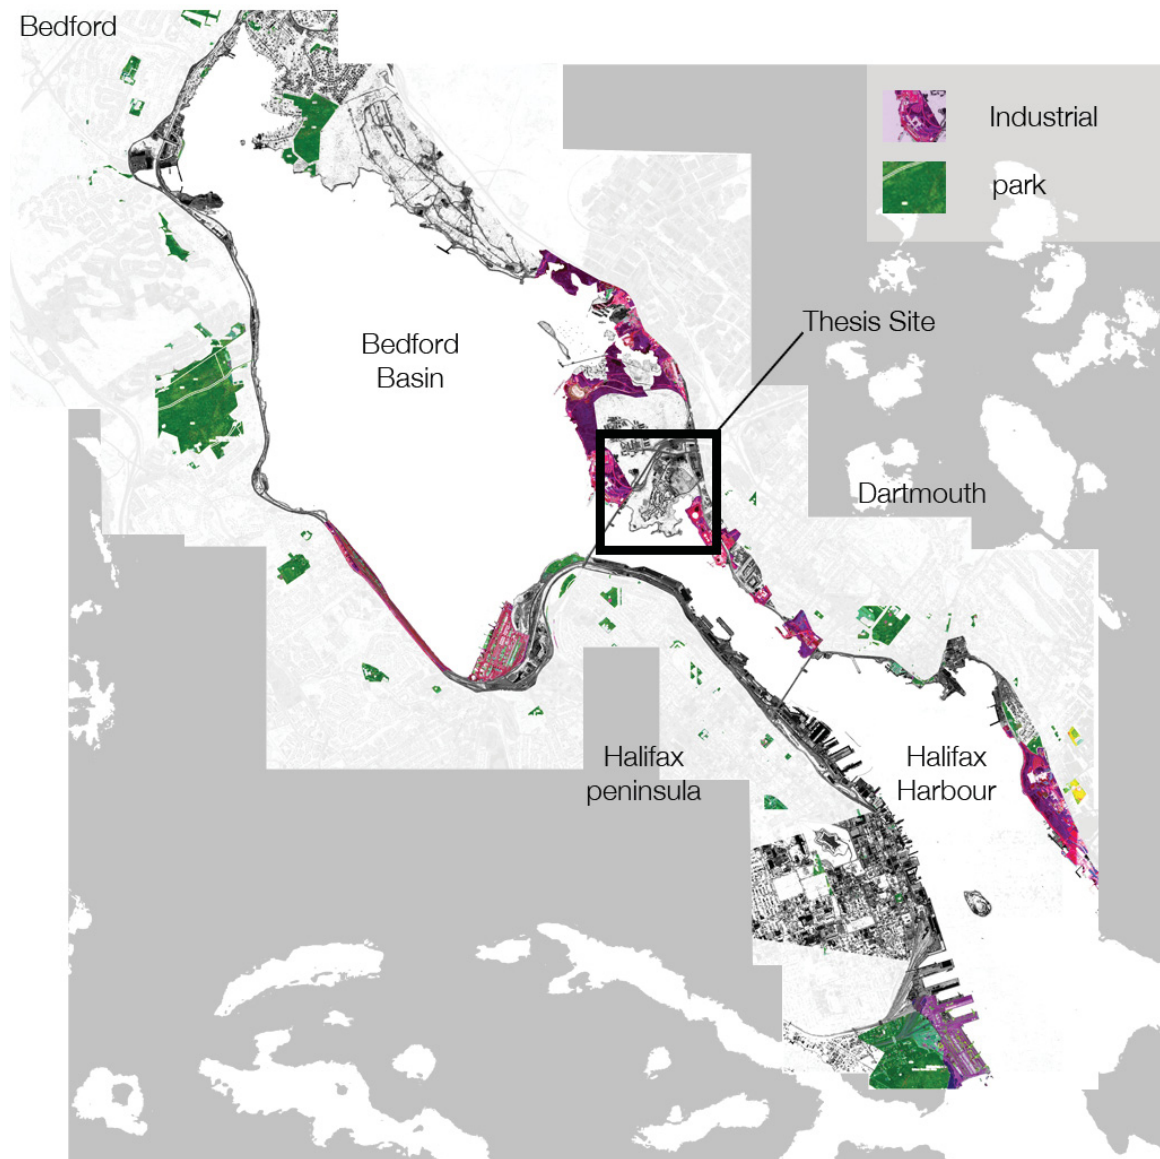 Bedford
Industrial
park
Thesis Site
Bedford
Basin
Dartmouth
Halifax
peninsula
Halifax
Harbour